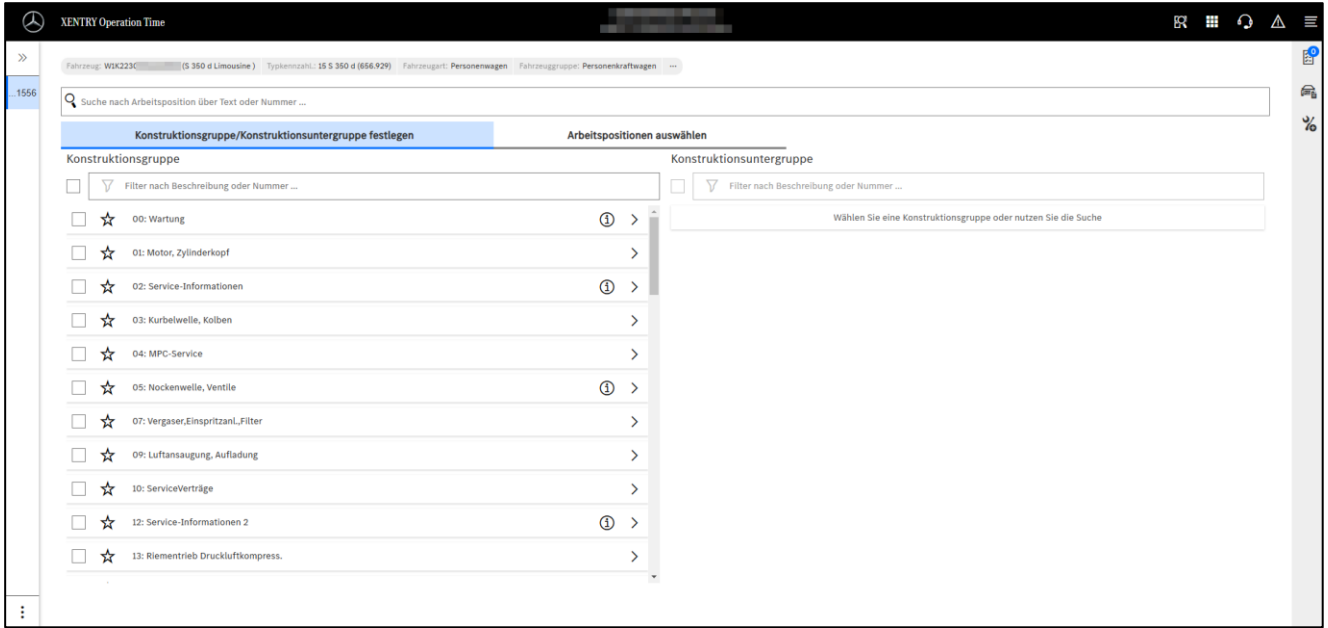 XENTRY Operation Time
Fahrzeug: W1K2230 (S 350 d Limousine ) Typkennzahl.: 15 S 350 d (656.929) Fahrzeugart: Personenwagen Fahrzeuggruppe: Personenkraftwagen ...
0
...1556
Suche nach Arbeitsposition über Text oder Nummer ...
Konstruktionsgruppe/Konstruktionsuntergruppe festlegen Arbeitspositionen auswählen
Konstruktionsgruppe Konstruktionsuntergruppe
Filter nach Beschreibung oder Nummer ... Filter nach Beschreibung oder Nummer ...
00: Wartung
Wählen Sie eine Konstruktionsgruppe oder nutzen Sie die Suche
01: Motor, Zylinderkopf
02: Service-Informationen
03: Kurbelwelle, Kolben
04: MPC-Service
05: Nockenwelle, Ventile
07: Vergaser,Einspritzanl.,Filter
09: Luftansaugung, Aufladung
10: ServiceVerträge
12: Service-Informationen 2
13: Riementrieb Druckluftkompress.